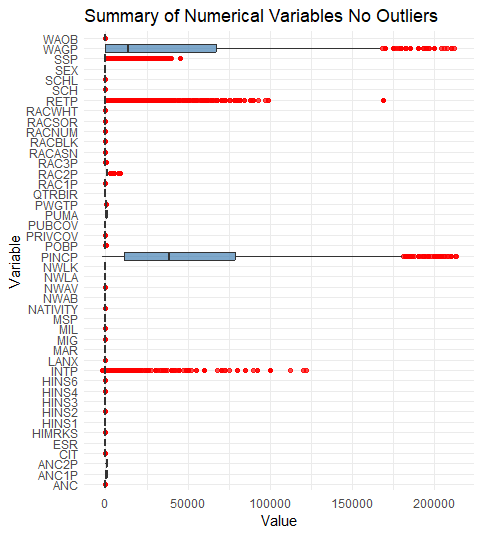 Summary of Numerical Variables No Outliers
WAOB
WAGP
SSP
SEX
SCHL
SCH
RETP
RACWHT
RACSOR
RACNUM
RACBLK
RACASN
RAC3P
RAC2P
RAC1P
QTRBIR
PWGTP
PUMA
PUBCOV
PRIVCOV
POBP
PINCP
NWLK
NWLA
NWAV
NWAB
NATIVITY
MSP
MIL
MIG
MAR
LANX
INTP
HINS6
HINS4
HINS3
HINS2
HINS1
HIMRKS
ESR
CIT
ANC2P
ANC1P
ANC
Variable
0 50000 100000 150000 200000
Value